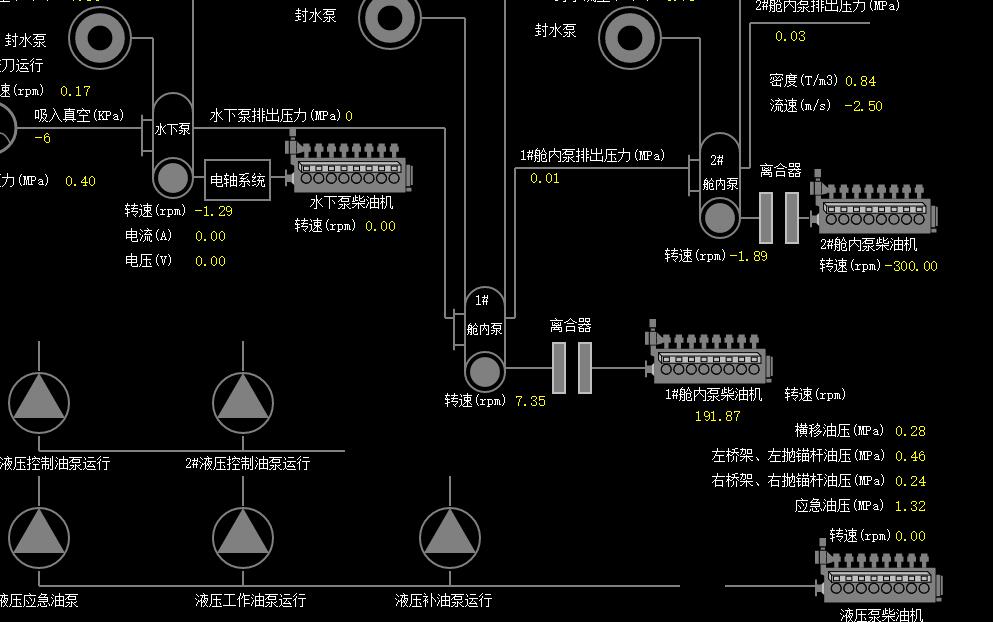 2#舱内泵排出压力(MPa)
封水泵
封水泵
封水泵
0.03
刀运行
密度(T/m3) 0.84
速(rpm) 0.17
流速(m/s) -2.50
吸入真空(KPa)
水下泵排出压力(MPa) 0
-6
水下泵
1#舱内泵排出压力(MPa)
2#
离合器
力(MPa) 0.40
电轴系统
0.01
舱内泵
水下泵柴油机
转速(rpm) -1.29
转速(rpm) 0.00
电流(A) 0.00
2#舱内泵柴油机
转速(rpm) -1.89
电压(V) 0.00
转速(rpm) -300.00
1#
舱内泵
离合器
转速(rpm) 7.35
1#舱内泵柴油机
转速(rpm)
191.87
横移油压(MPa) 0.28
左桥架、左抛锚杆油压(MPa) 0.46
液压控制油泵运行
2#液压控制油泵运行
右桥架、右抛锚杆油压(MPa) 0.24
应急油压(MPa) 1.32
转速(rpm) 0.00
液压应急油泵
液压工作油泵运行
液压补油泵运行
液压泵柴油机